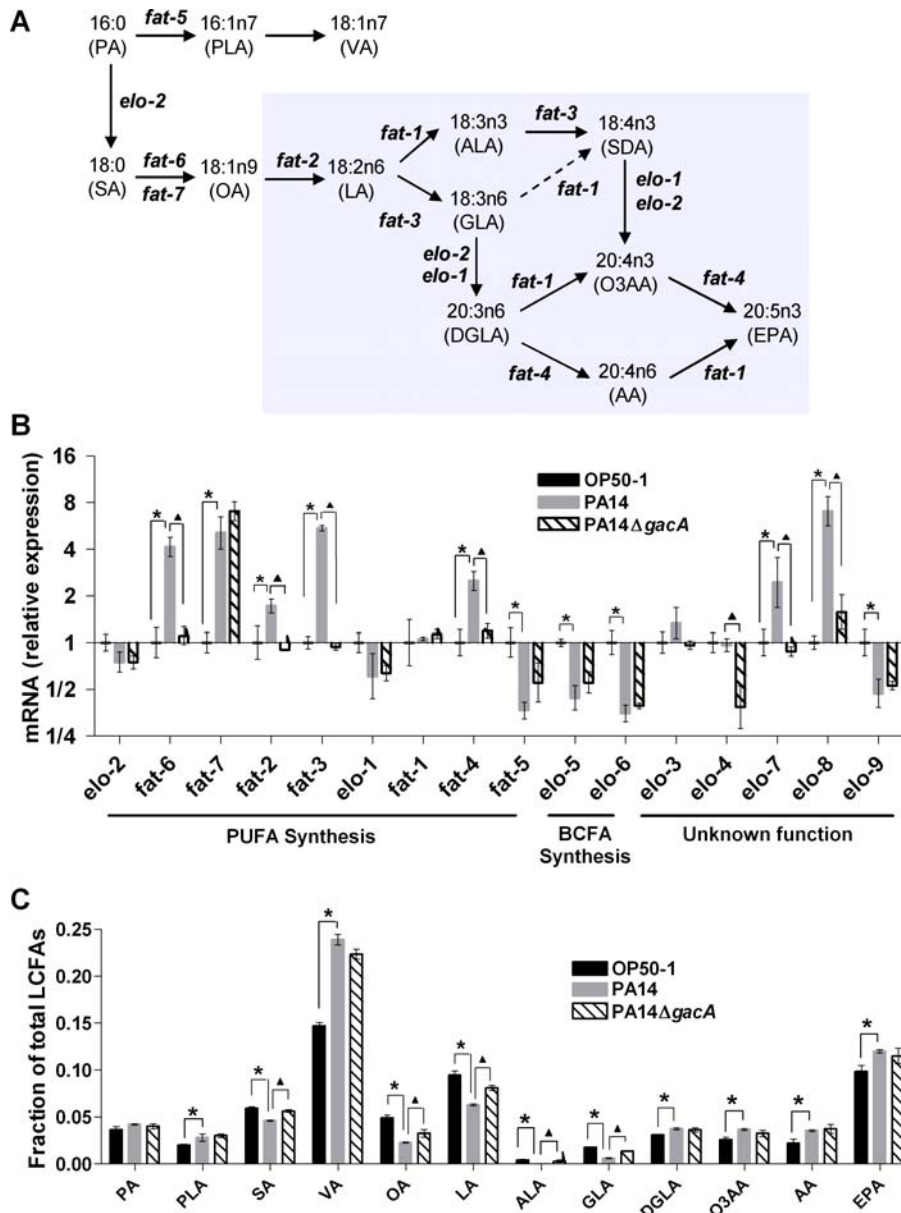 A
16:0
(PA)
fat-5
16:1n7
(PLA)
18:1n7
(VA)
elo-2
18:0
(SA)
fat-6
fat-7
18:1n9
(OA)
fat-2
18:2n6
(LA)
fat-1
18:3n3
(ALA)
fat-3
18:4n3
(SDA)
fat-3
18:3n6
(GLA)
fat-1
elo-1
elo-2
elo-2
elo-1
20:3n6
(DGLA)
fat-1
20:4n3
(O3AA)
fat-4
20:5n3
(EPA)
fat-4
20:4n6
(AA)
fat-1
B
mRNA (relative expression)
16
8
4
2
1
1/2
1/4
OP50-1
PA14
PA14ΔgacA
* ▲ * * ▲ * ▲ * ▲ * * * ▲ * ▲ * ▲ *
elo-2 fat-6 fat-7 fat-2 fat-3 elo-1 fat-1 fat-4 fat-5 elo-5 elo-6 elo-3 elo-4 elo-7 elo-8 elo-9
PUFA Synthesis
BCFA
Synthesis
Unknown function
C
Fraction of total LCFAs
0.25
0.20
0.15
0.10
0.05
0.00
OP50-1
PA14
PA14ΔgacA
* * ▲ * * ▲ * ▲ * ▲ * ▲ * * * *
PA PLA SA VA OA LA ALA GLA DGLA O3AA AA EPA